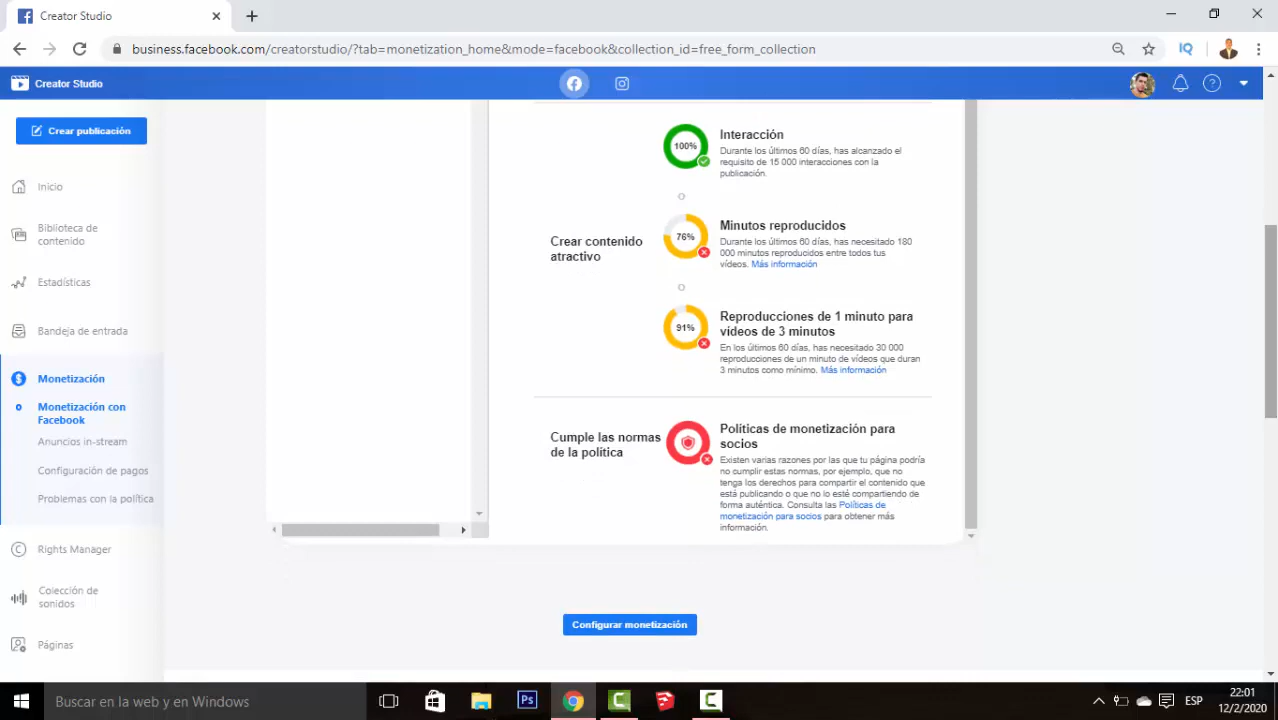 Creator Studio
business.facebook.com/creatorstudio/?tab=monetization_home&mode=facebook&collection_id=free_form_collection
Creator Studio
Crear publicación
Inicio
Biblioteca de
contenido
Estadísticas
Bandeja de entrada
Monetización
Monetización con
Facebook
Anuncios in-stream
Configuración de pagos
Problemas con la política
Rights Manager
Colección de
sonidos
Páginas
Crear contenido
atractivo
100%
Interacción
Durante los últimos 60 días, has alcanzado el
requisito de 15 000 interacciones con la
publicación.
o
76%
Minutos reproducidos
Durante los últimos 60 días, has necesitado 180
000 minutos reproducidos entre todos tus
vídeos. Más información
o
91%
Reproducciones de 1 minuto para
vídeos de 3 minutos
En los últimos 60 días, has necesitado 30 000
reproducciones de un minuto de vídeos que duran
3 minutos como mínimo. Más información
Cumple las normas
de la política
Políticas de monetización para
socios
Existen varias razones por las que tu página podría
no cumplir estas normas, por ejemplo, que no
tenga los derechos para compartir el contenido que
está publicando o que no lo esté compartiendo de
forma auténtica. Consulta las Políticas de
monetización para socios para obtener más
información.
Configurar monetización
Buscar en la web y en Windows
ESP
22:01
12/2/2020